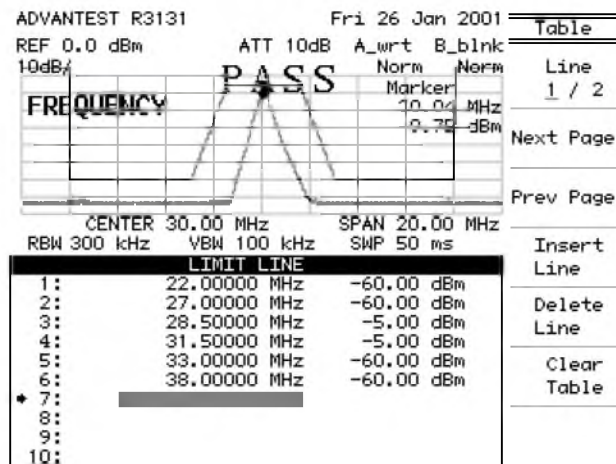 ADVANTEST R3131 Fri 26 Jan 2001
REF 0.0 dBm ATT 10dB A_wrt B_blnk
10dB/ Norm Norm
PASS
Marker
FREQUENCY
30.04 MHz
-9.78 dBm
CENTER 30.00 MHz SPAN 20.00 MHz
RBW 300 kHz VBW 100 kHz SWP 50 ms
LIMIT LINE
1: 22.00000 MHz -60.00 dBm
2: 27.00000 MHz -60.00 dBm
3: 28.50000 MHz -5.00 dBm
4: 31.50000 MHz -5.00 dBm
5: 33.00000 MHz -60.00 dBm
6: 38.00000 MHz -60.00 dBm
7:
8:
9:
10:
Table
Line
1 / 2
Next Page
Prev Page
Insert
Line
Delete
Line
Clear
Table